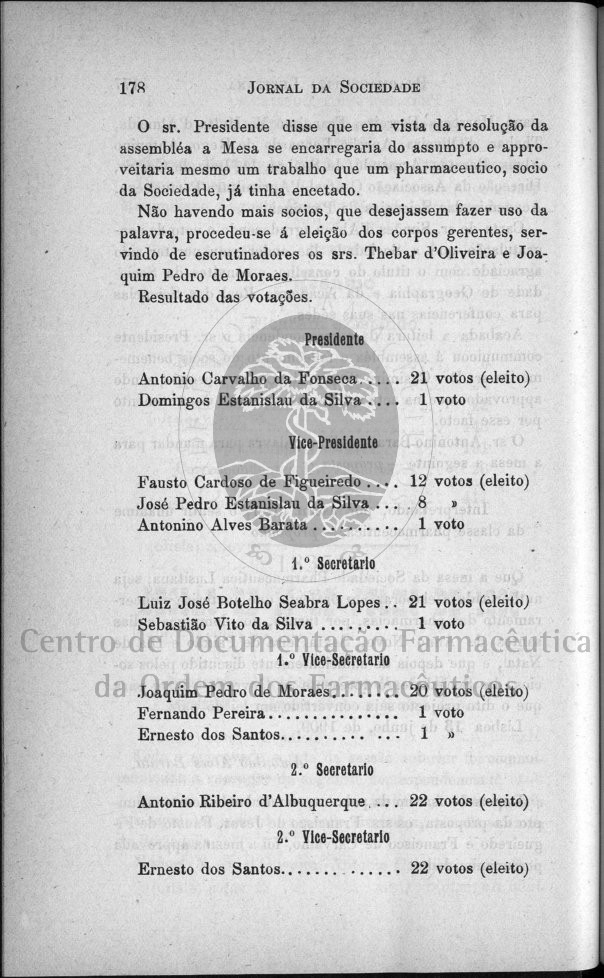 178 JORNAL DA SOCIEDADE
O sr. Presidente disse que em vista da resolução da
assembléa a Mesa se encarregaria do assumpto e appro-
veitaria mesmo um trabalho que um pharmaceutico, socio
da Sociedade, já tinha encetado.
Não havendo mais socios, que desejassem fazer uso da
palavra, procedeu-se á eleição dos corpos gerentes, ser-
vindo de escrutinadores os srs. Thebar d'Oliveira e Joa-
quim Pedro de Moraes.
Resultado das votações.
Presidente
Antonio Carvalho da Fonseca..... 21 votos (eleito)
Domingos Estanislau da Silva.... 1 voto
Vice-Presidente
Fausto Cardoso de Figueiredo.... 12 votos (eleito)
José Pedro Estanislau da Silva... 8 »
Antonino Alves Barata.......... 1 voto
1.º Secretario
Luiz José Botelho Seabra Lopes.. 21 votos (eleito)
Sebastião Vito da Silva.......... 1 voto
Centro de Documentação Farmacêutica
1.º Vice-Secretario
da Ordem dos Farmacêuticos
Joaquim Pedro de Moraes........ 20 votos (eleito)
Fernando Pereira............... 1 voto
Ernesto dos Santos.............. 1 »
2.º Secretario
Antonio Ribeiro d'Albuquerque.... 22 votos (eleito)
2.º Vice-Secretario
Ernesto dos Santos.............. 22 votos (eleito)